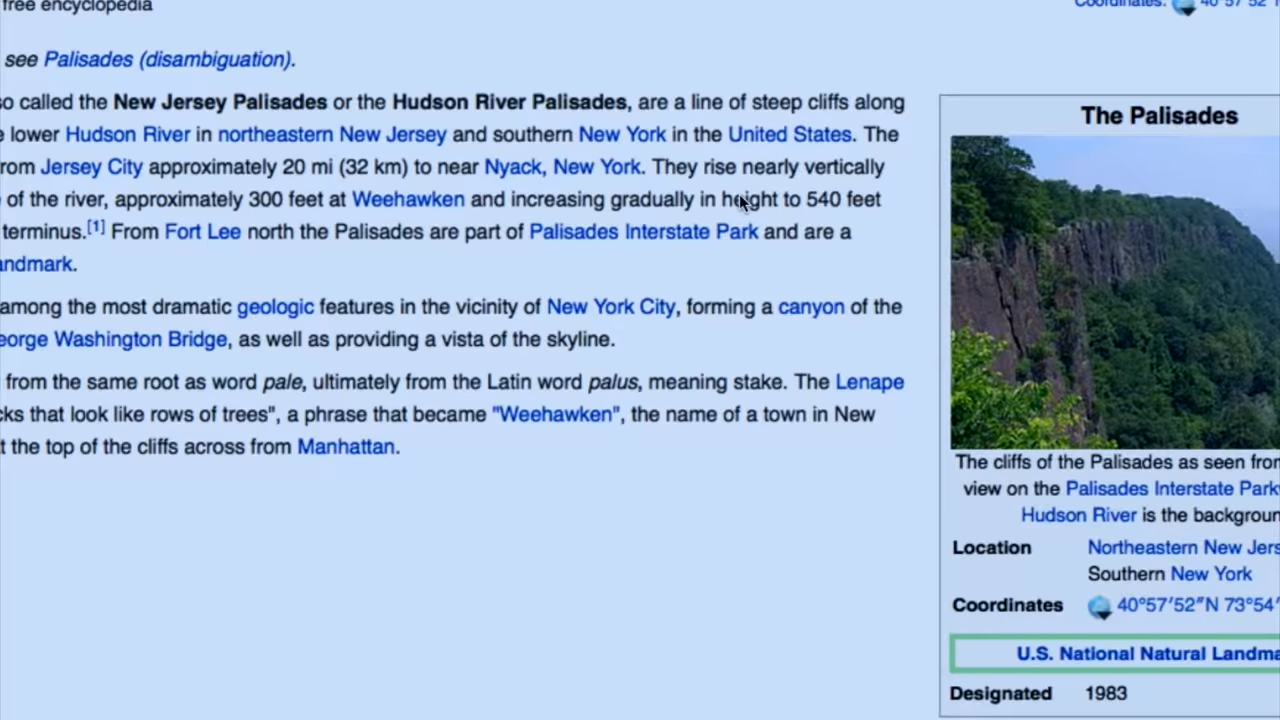 free encyclopedia
Coordinates: 40°57′52″N
see Palisades (disambiguation).
so called the New Jersey Palisades or the Hudson River Palisades, are a line of steep cliffs along
e lower Hudson River in northeastern New Jersey and southern New York in the United States. The
rom Jersey City approximately 20 mi (32 km) to near Nyack, New York. They rise nearly vertically
of the river, approximately 300 feet at Weehawken and increasing gradually in height to 540 feet
terminus.[1] From Fort Lee north the Palisades are part of Palisades Interstate Park and are a
andmark.
among the most dramatic geologic features in the vicinity of New York City, forming a canyon of the
eorge Washington Bridge, as well as providing a vista of the skyline.
from the same root as word pale, ultimately from the Latin word palus, meaning stake. The Lenape
cks that look like rows of trees", a phrase that became "Weehawken", the name of a town in New
t the top of the cliffs across from Manhattan.
The Palisades
The cliffs of the Palisades as seen from
view on the Palisades Interstate Park
Hudson River is the backgroun
Location Northeastern New Jers
Southern New York
Coordinates 40°57′52″N 73°54′
U.S. National Natural Landma
Designated 1983